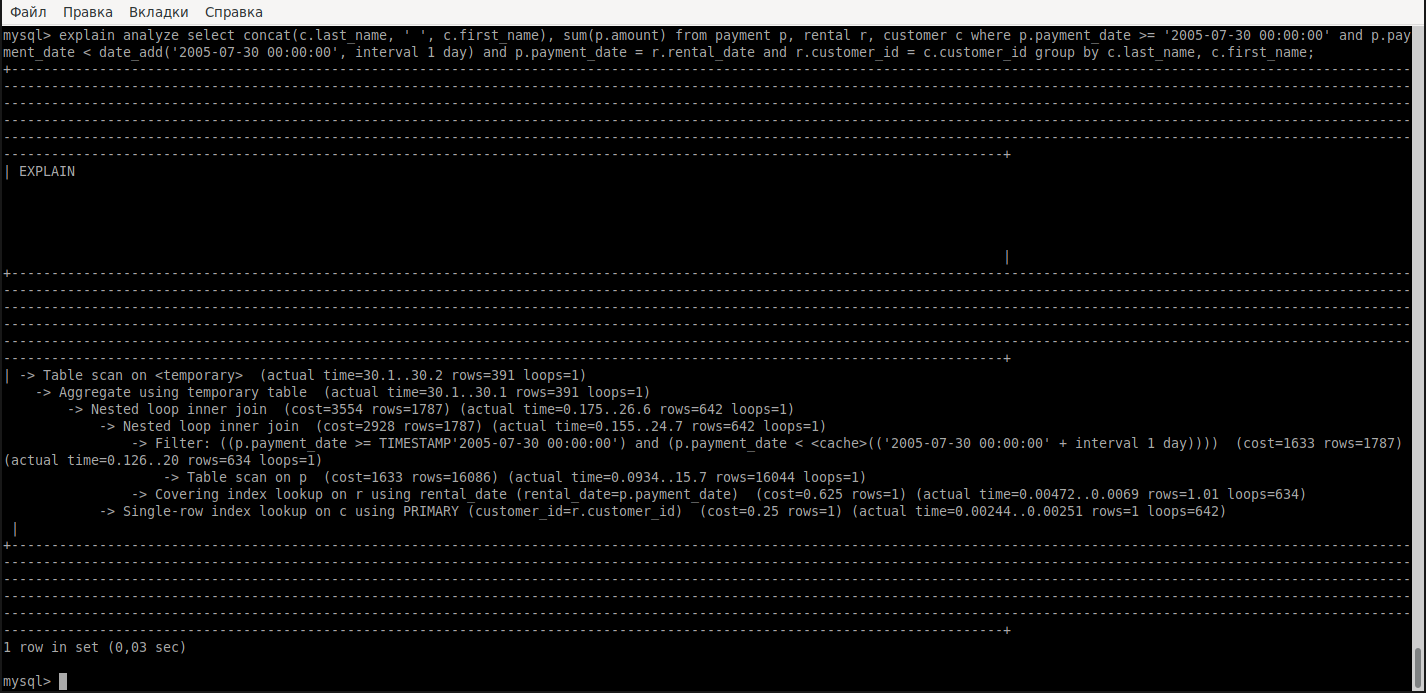 Файл Правка Вкладки Справка
mysql> explain analyze select concat(c.last_name, ' ', c.first_name), sum(p.amount) from payment p, rental r, customer c where p.payment_date >= '2005-07-30 00:00:00' and p.pay
ment_date < date_add('2005-07-30 00:00:00', interval 1 day) and p.payment_date = r.rental_date and r.customer_id = c.customer_id group by c.last_name, c.first_name;
| EXPLAIN
|
| -> Table scan on <temporary>  (actual time=30.1..30.2 rows=391 loops=1)
    -> Aggregate using temporary table  (actual time=30.1..30.1 rows=391 loops=1)
        -> Nested loop inner join  (cost=3554 rows=1787) (actual time=0.175..26.6 rows=642 loops=1)
            -> Nested loop inner join  (cost=2928 rows=1787) (actual time=0.155..24.7 rows=642 loops=1)
                -> Filter: ((p.payment_date >= TIMESTAMP'2005-07-30 00:00:00') and (p.payment_date < <cache>(('2005-07-30 00:00:00' + interval 1 day))))  (cost=1633 rows=1787)
(actual time=0.126..20 rows=634 loops=1)
                    -> Table scan on p  (cost=1633 rows=16086) (actual time=0.0934..15.7 rows=16044 loops=1)
                -> Covering index lookup on r using rental_date (rental_date=p.payment_date)  (cost=0.625 rows=1) (actual time=0.00472..0.0069 rows=1.01 loops=634)
            -> Single-row index lookup on c using PRIMARY (customer_id=r.customer_id)  (cost=0.25 rows=1) (actual time=0.00244..0.00251 rows=1 loops=642)
|
1 row in set (0,03 sec)
mysql>